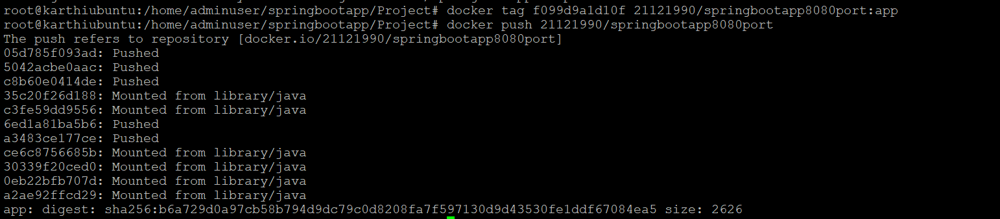 root@karthiubuntu:/home/adminuser/springbootapp/Project# docker tag f099d9a1d10f 21121990/springbootapp8080port:app
root@karthiubuntu:/home/adminuser/springbootapp/Project# docker push 21121990/springbootapp8080port
The push refers to repository [docker.io/21121990/springbootapp8080port]
05d785f093ad: Pushed
5042acbe0aac: Pushed
c8b60e0414de: Pushed
35c20f26d188: Mounted from library/java
c3fe59dd9556: Mounted from library/java
6ed1a81ba5b6: Pushed
a3483ce177ce: Pushed
ce6c8756685b: Mounted from library/java
30339f20ced0: Mounted from library/java
0eb22bfb707d: Mounted from library/java
a2ae92ffcd29: Mounted from library/java
app: digest: sha256:b6a729d0a97cb58b794d9dc79c0d8208fa7f597130d9d43530fe1ddf67084ea5 size: 2626